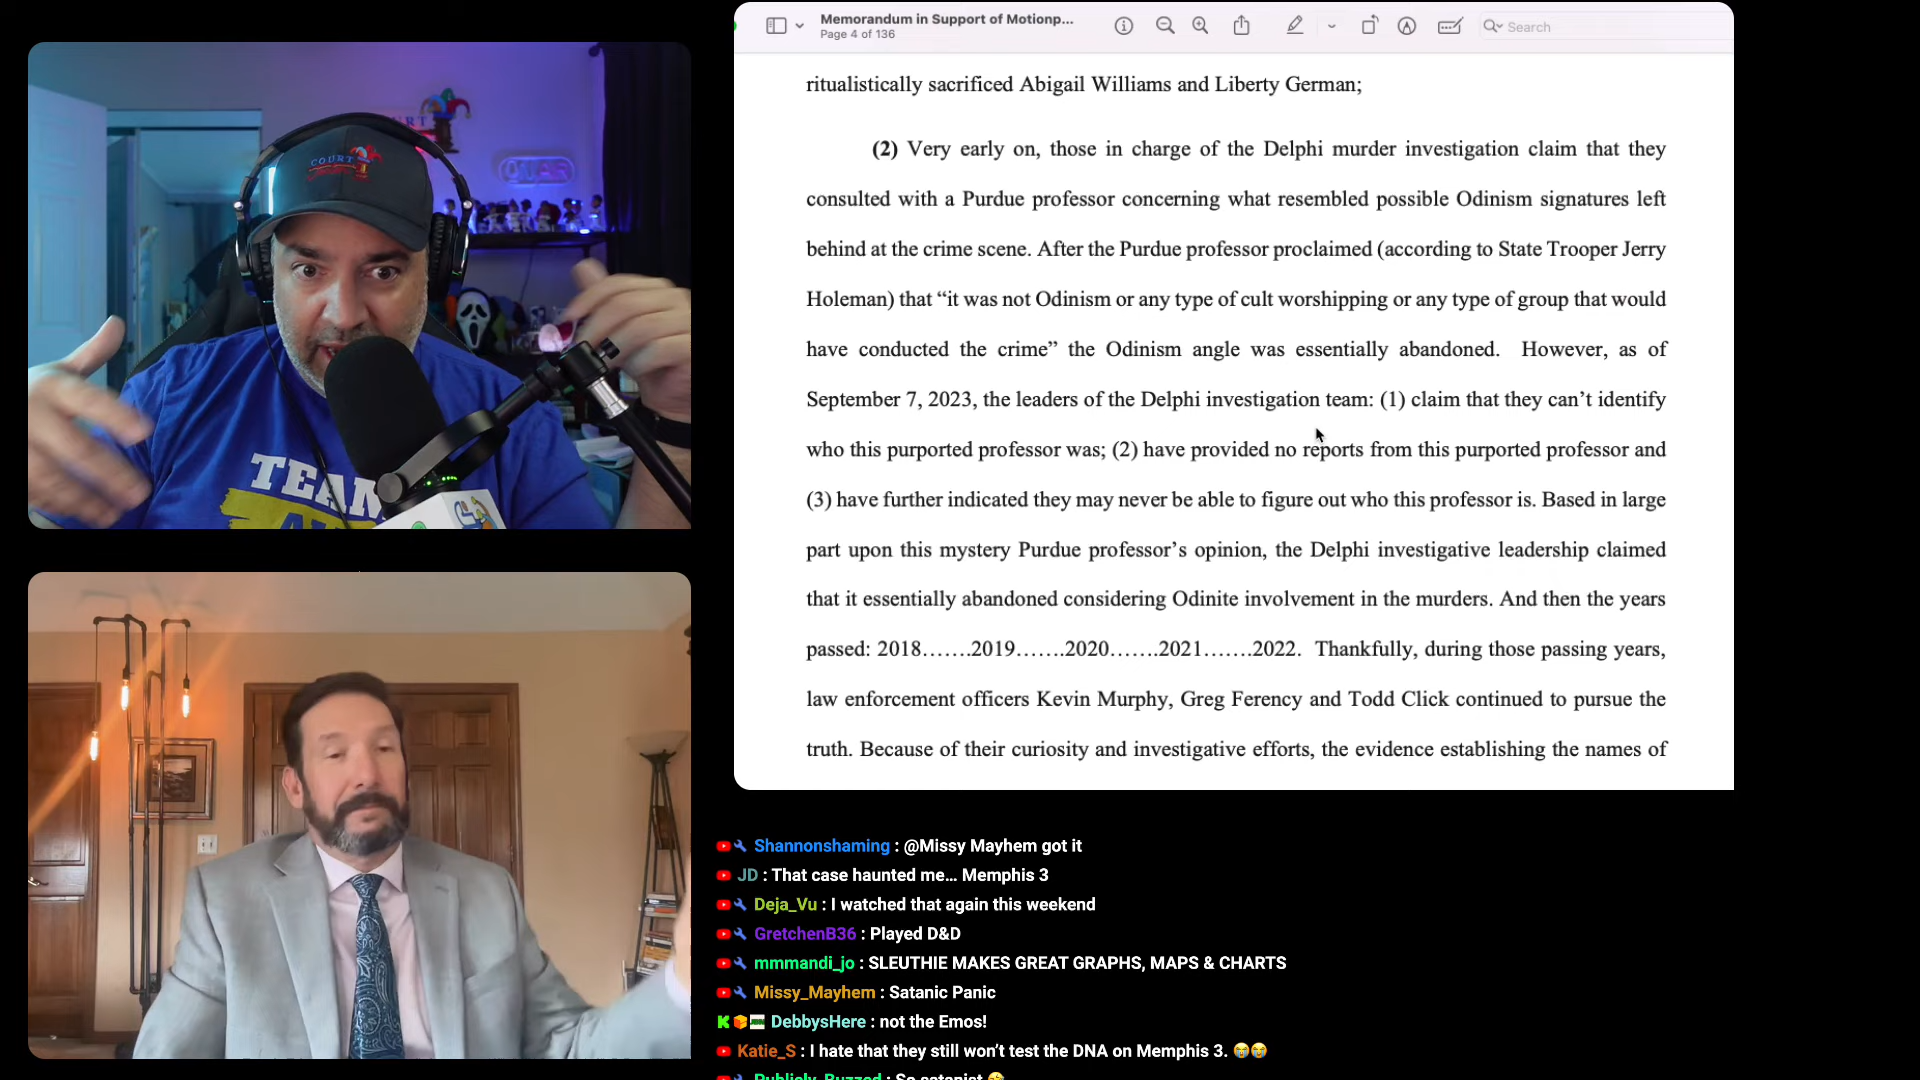 COURT
TEAM
Memorandum in Support of Motionp...
Page 4 of 136
Search
ritualistically sacrificed Abigail Williams and Liberty German;
(2) Very early on, those in charge of the Delphi murder investigation claim that they
consulted with a Purdue professor concerning what resembled possible Odinism signatures left
behind at the crime scene. After the Purdue professor proclaimed (according to State Trooper Jerry
Holeman) that “it was not Odinism or any type of cult worshipping or any type of group that would
have conducted the crime” the Odinism angle was essentially abandoned. However, as of
September 7, 2023, the leaders of the Delphi investigation team: (1) claim that they can’t identify
who this purported professor was; (2) have provided no reports from this purported professor and
(3) have further indicated they may never be able to figure out who this professor is. Based in large
part upon this mystery Purdue professor’s opinion, the Delphi investigative leadership claimed
that it essentially abandoned considering Odinite involvement in the murders. And then the years
passed: 2018…….2019…….2020…….2021…….2022. Thankfully, during those passing years,
law enforcement officers Kevin Murphy, Greg Ferency and Todd Click continued to pursue the
truth. Because of their curiosity and investigative efforts, the evidence establishing the names of
Shannonshaming : @Missy Mayhem got it
JD : That case haunted me… Memphis 3
Deja_Vu : I watched that again this weekend
GretchenB36 : Played D&D
mmmandi_jo : SLEUTHIE MAKES GREAT GRAPHS, MAPS & CHARTS
Missy_Mayhem : Satanic Panic
DebbysHere : not the Emos!
Katie_S : I hate that they still won’t test the DNA on Memphis 3. 😭😭
Publicly_Buzzed : So satanist 🤣